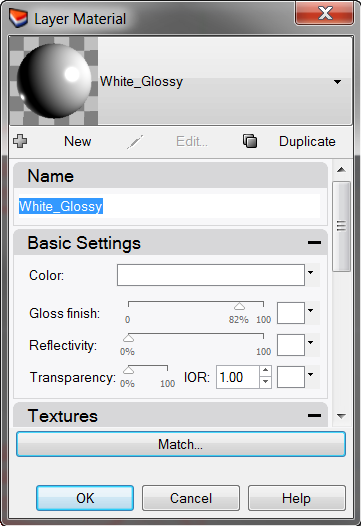 Layer Material
White_Glossy
New Edit... Duplicate
Name
White_Glossy
Basic Settings
Color:
Gloss finish: 0 82% 100
Reflectivity: 0% 100
Transparency: 0% 100 IOR: 1.00
Textures
Match...
OK Cancel Help